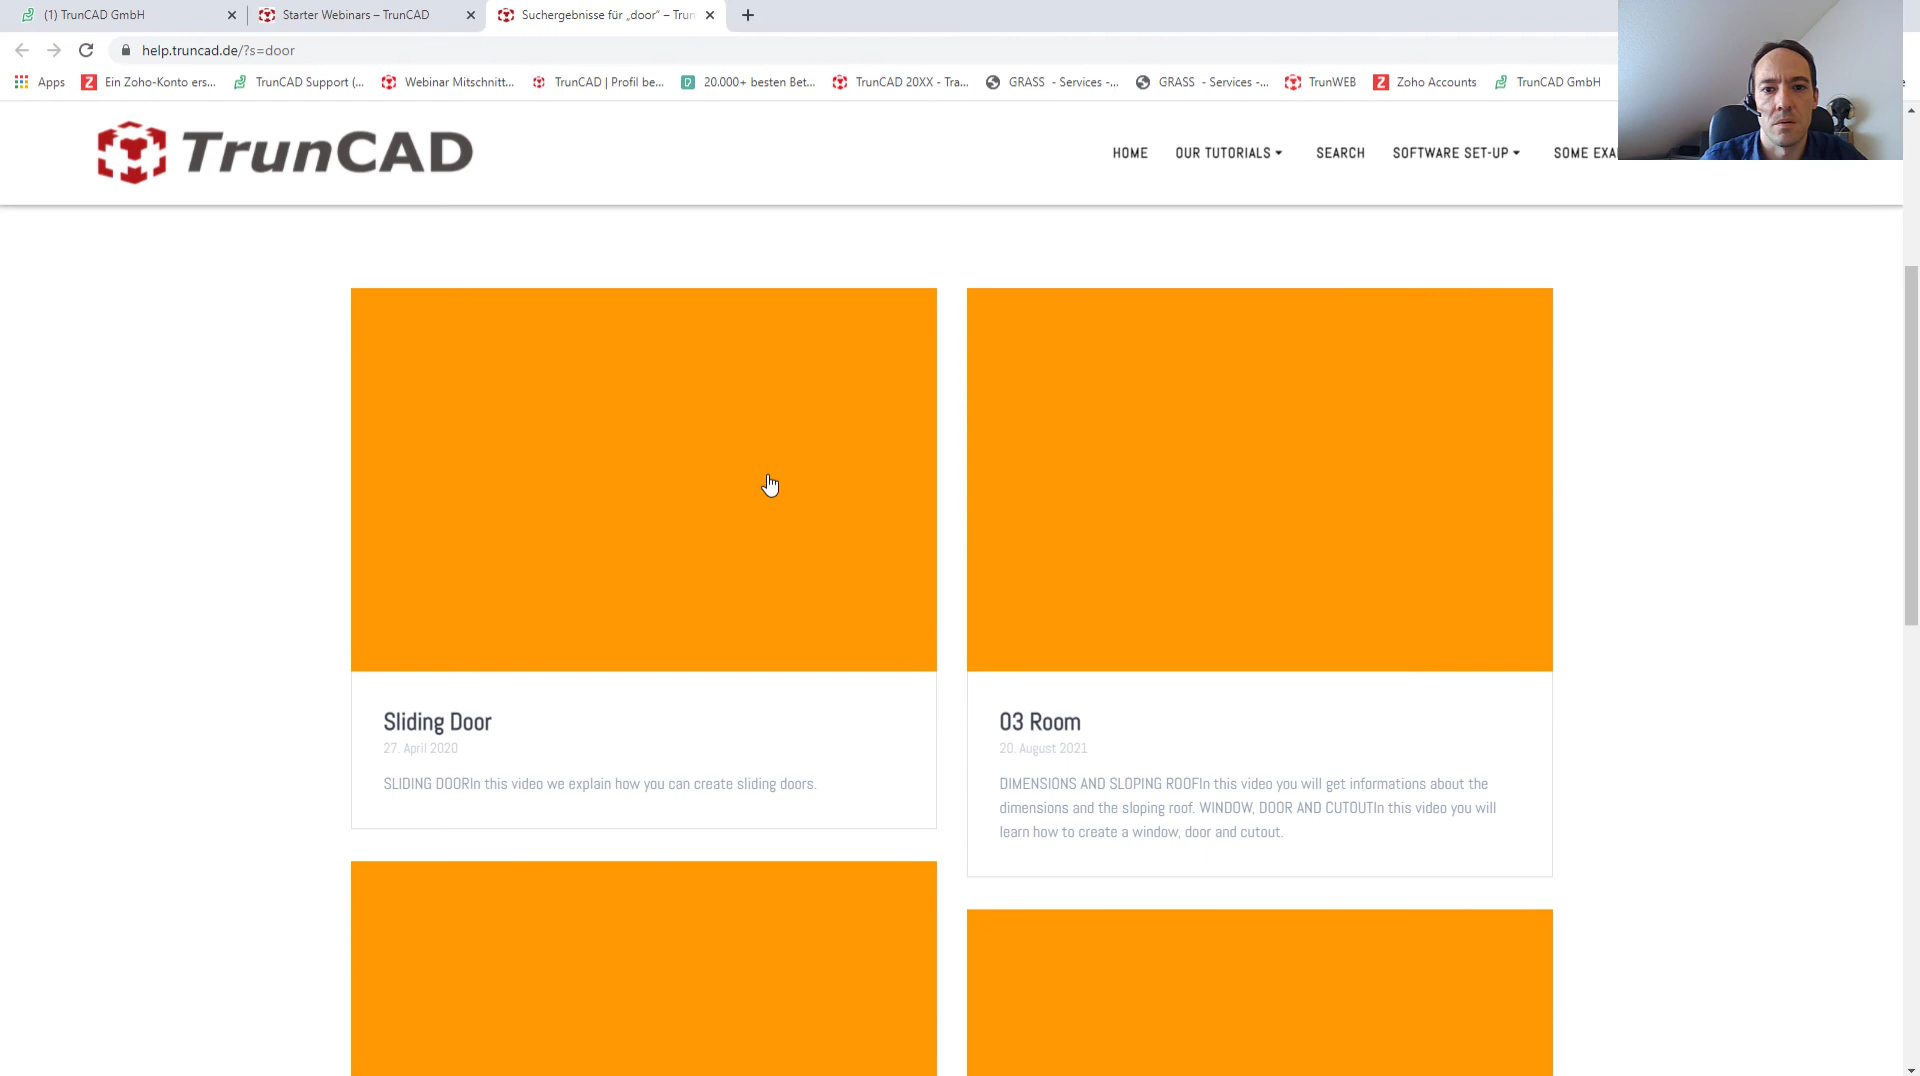 (1) TrunCAD GmbH
Starter Webinars – TrunCAD
Suchergebnisse für „door“ – Trun
help.truncad.de/?s=door
Apps
Ein Zoho-Konto ers...
TrunCAD Support (...
Webinar Mitschnitt...
TrunCAD | Profil be...
20.000+ besten Bet...
TrunCAD 20XX - Tra...
GRASS - Services -...
GRASS - Services -...
TrunWEB
Zoho Accounts
TrunCAD GmbH
TrunCAD
HOME
OUR TUTORIALS
SEARCH
SOFTWARE SET-UP
SOME EXA
Sliding Door
27. April 2020
SLIDING DOORIn this video we explain how you can create sliding doors.
03 Room
20. August 2021
DIMENSIONS AND SLOPING ROOFIn this video you will get informations about the
dimensions and the sloping roof. WINDOW, DOOR AND CUTOUTIn this video you will
learn how to create a window, door and cutout.